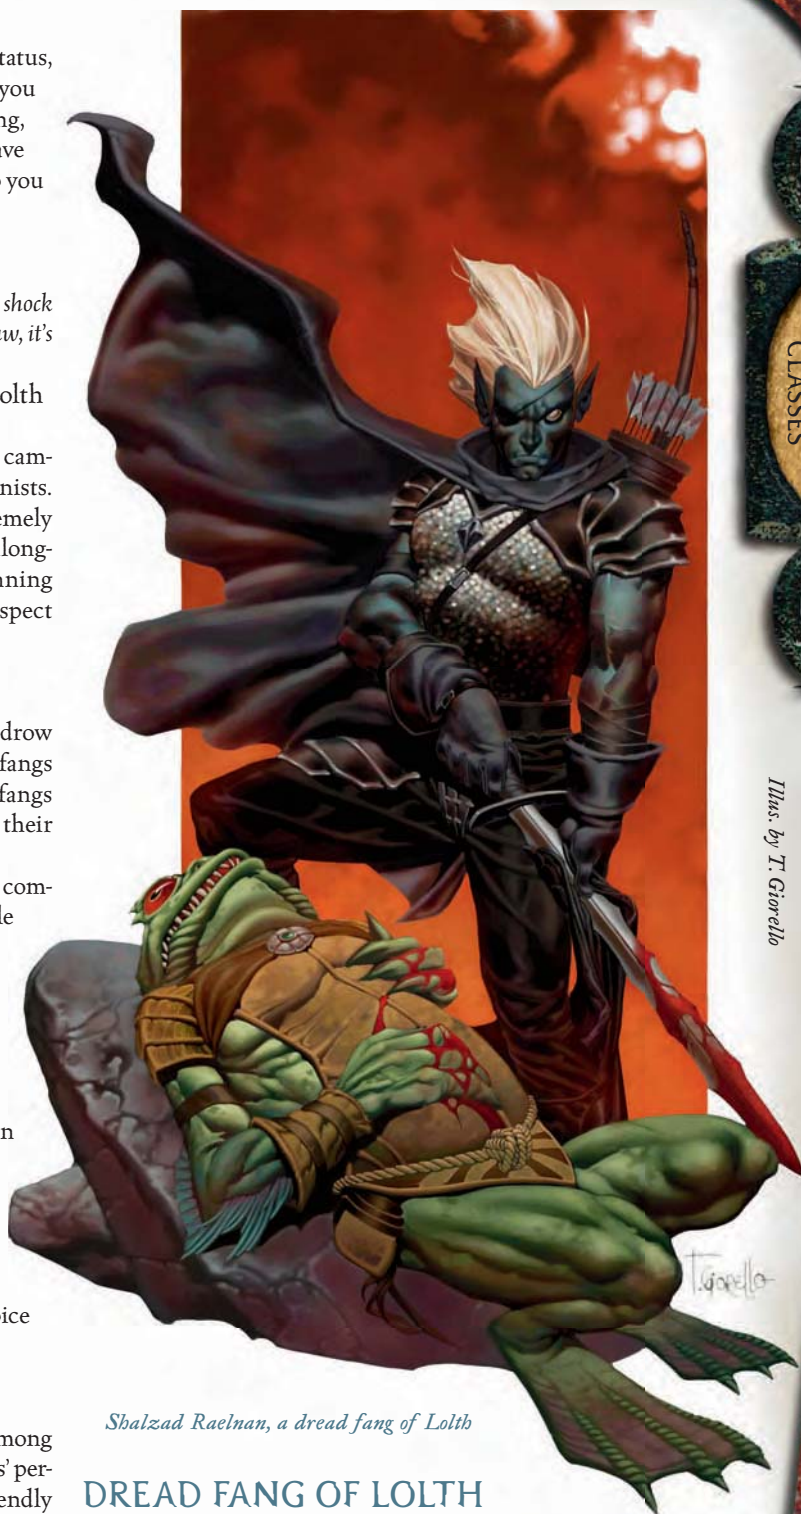 tatus,
you
ng,
ave
you
shock
aw, it's
olth
cam-
nists.
emely
long-
nning
spect
drow
fangs
fangs
their
com-
le
n
oice
mong
s' per-
endly
CLASSES
Illus. by T. Giorello
T. Giorello
Shalzad Raelnan, a dread fang of Lolth
DREAD FANG OF LOLTH